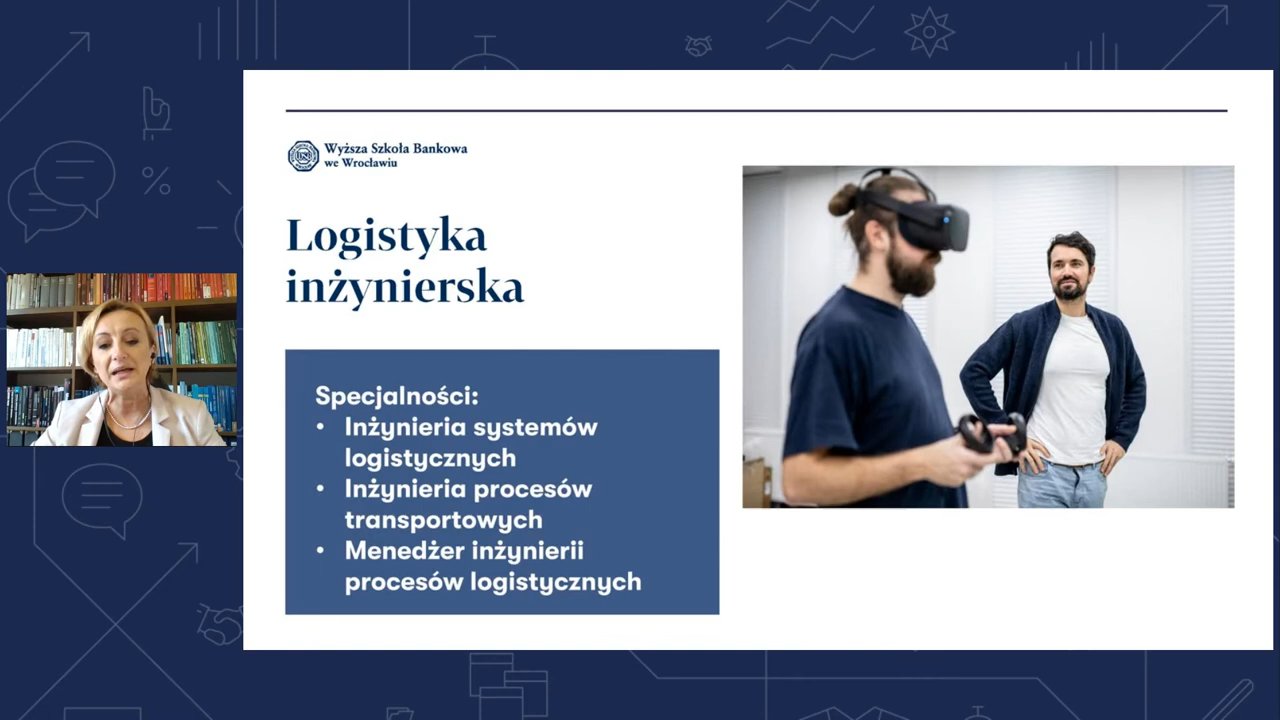 Wyższa Szkoła Bankowa
we Wrocławiu
Logistyka
inżynierska
Specjalności:
• Inżynieria systemów
logistycznych
• Inżynieria procesów
transportowych
• Menedżer inżynierii
procesów logistycznych